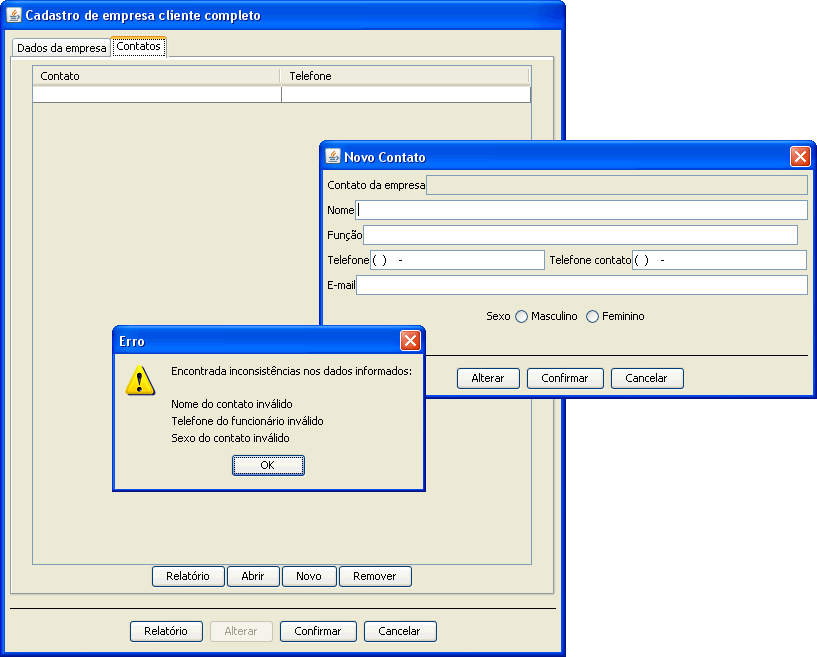 Cadastro de empresa cliente completo
Dados da empresa Contatos
Contato Telefone
Novo Contato
Contato da empresa
Nome
Função
Telefone ( ) - Telefone contato ( ) -
E-mail
Sexo Masculino Feminino
Alterar Confirmar Cancelar
Erro
Encontrada inconsistências nos dados informados:
Nome do contato inválido
Telefone do funcionário inválido
Sexo do contato inválido
OK
Relatório Abrir Novo Remover
Relatório Alterar Confirmar Cancelar